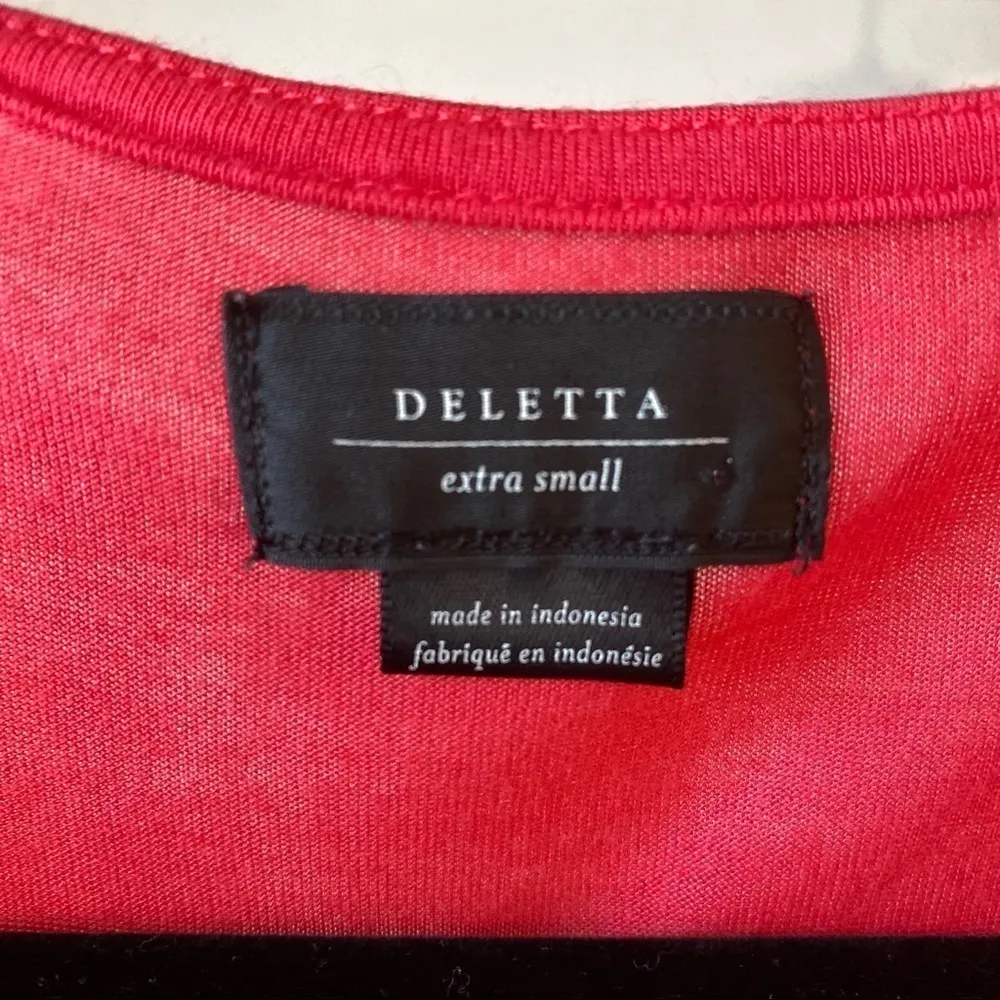 DELETTA
extra small
made in indonesia
fabriqué en indonésie